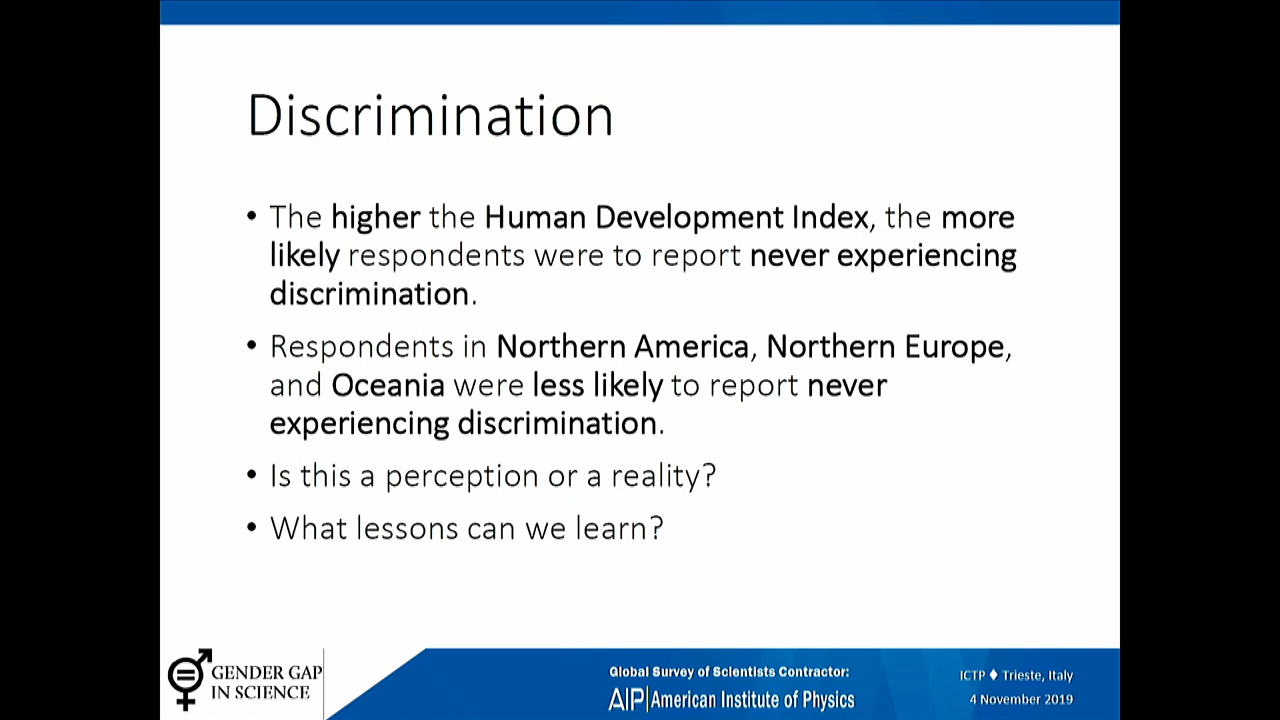 Discrimination
• The higher the Human Development Index, the more
likely respondents were to report never experiencing
discrimination.
• Respondents in Northern America, Northern Europe,
and Oceania were less likely to report never
experiencing discrimination.
• Is this a perception or a reality?
• What lessons can we learn?
GENDER GAP
IN SCIENCE
Global Survey of Scientists Contractor:
AIP|American Institute of Physics
ICTP ♦ Trieste, Italy
4 November 2019